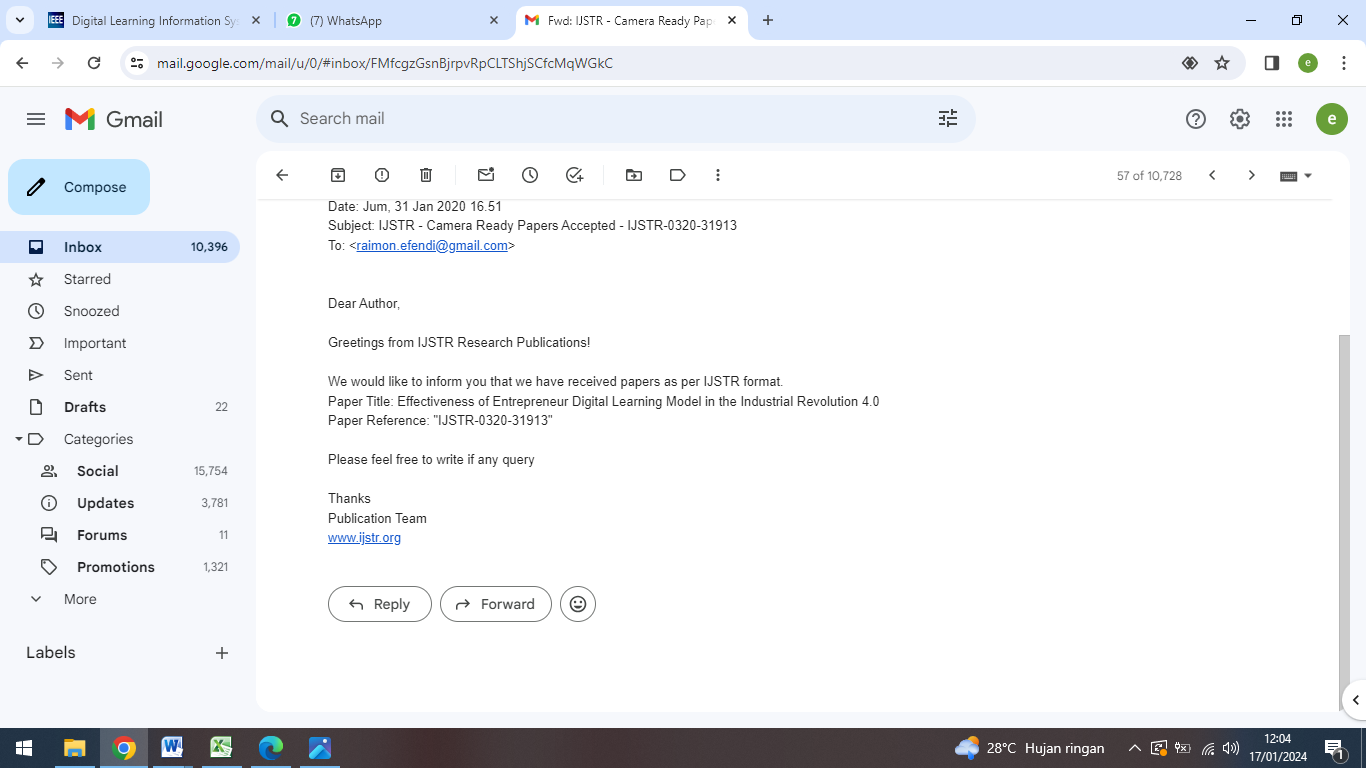 Digital Learning Information Sys
(7) WhatsApp
Fwd: IJSTR - Camera Ready Pape
mail.google.com/mail/u/0/#inbox/FMfcgzGsnBjrpvRpCLTShjSCfcMqWGkC
e
Gmail
Search mail
e
Compose
57 of 10,728
Inbox 10,396
Starred
Snoozed
Important
Sent
Drafts 22
Categories
Social 15,754
Updates 3,781
Forums 11
Promotions 1,321
More
Labels
Date: Jum, 31 Jan 2020 16.51
Subject: IJSTR - Camera Ready Papers Accepted - IJSTR-0320-31913
To: <raimon.efendi@gmail.com>
Dear Author,
Greetings from IJSTR Research Publications!
We would like to inform you that we have received papers as per IJSTR format.
Paper Title: Effectiveness of Entrepreneur Digital Learning Model in the Industrial Revolution 4.0
Paper Reference: "IJSTR-0320-31913"
Please feel free to write if any query
Thanks
Publication Team
www.ijstr.org
Reply
Forward
28°C Hujan ringan
12:04
17/01/2024
1